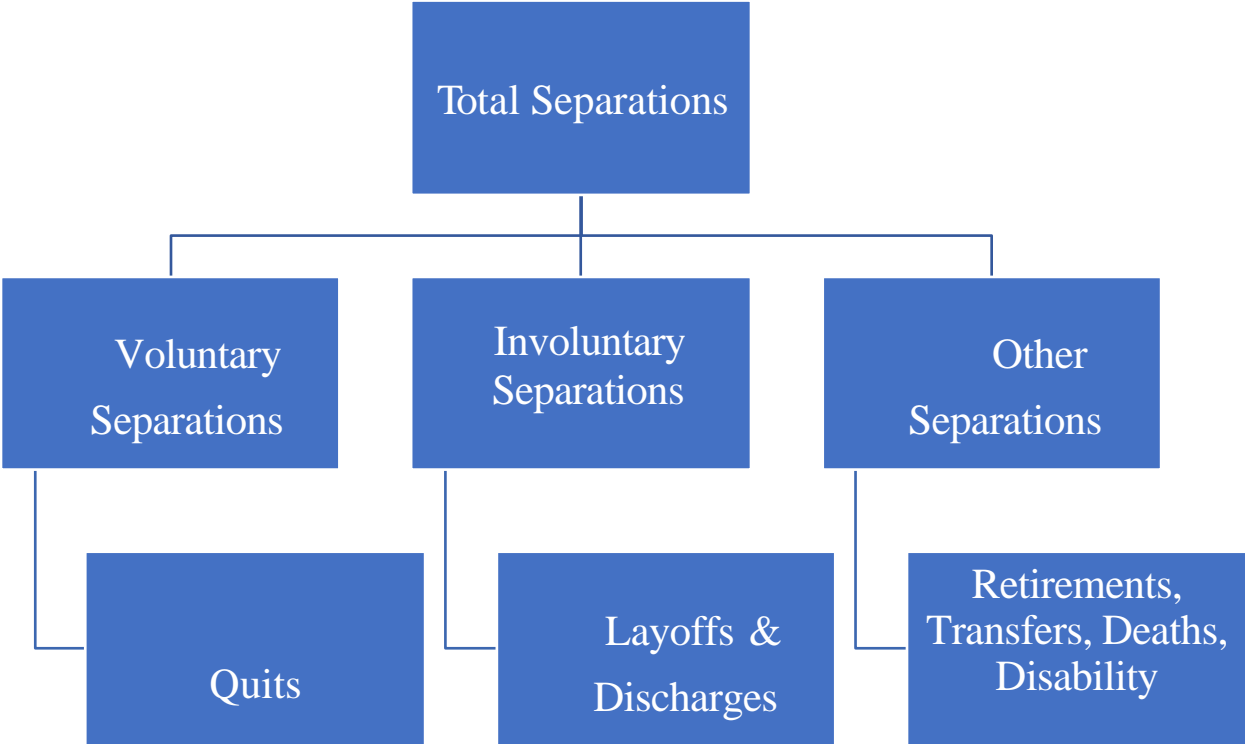 Total Separations
Voluntary
Separations
Involuntary
Separations
Other
Separations
Quits
Layoffs &
Discharges
Retirements,
Transfers, Deaths,
Disability